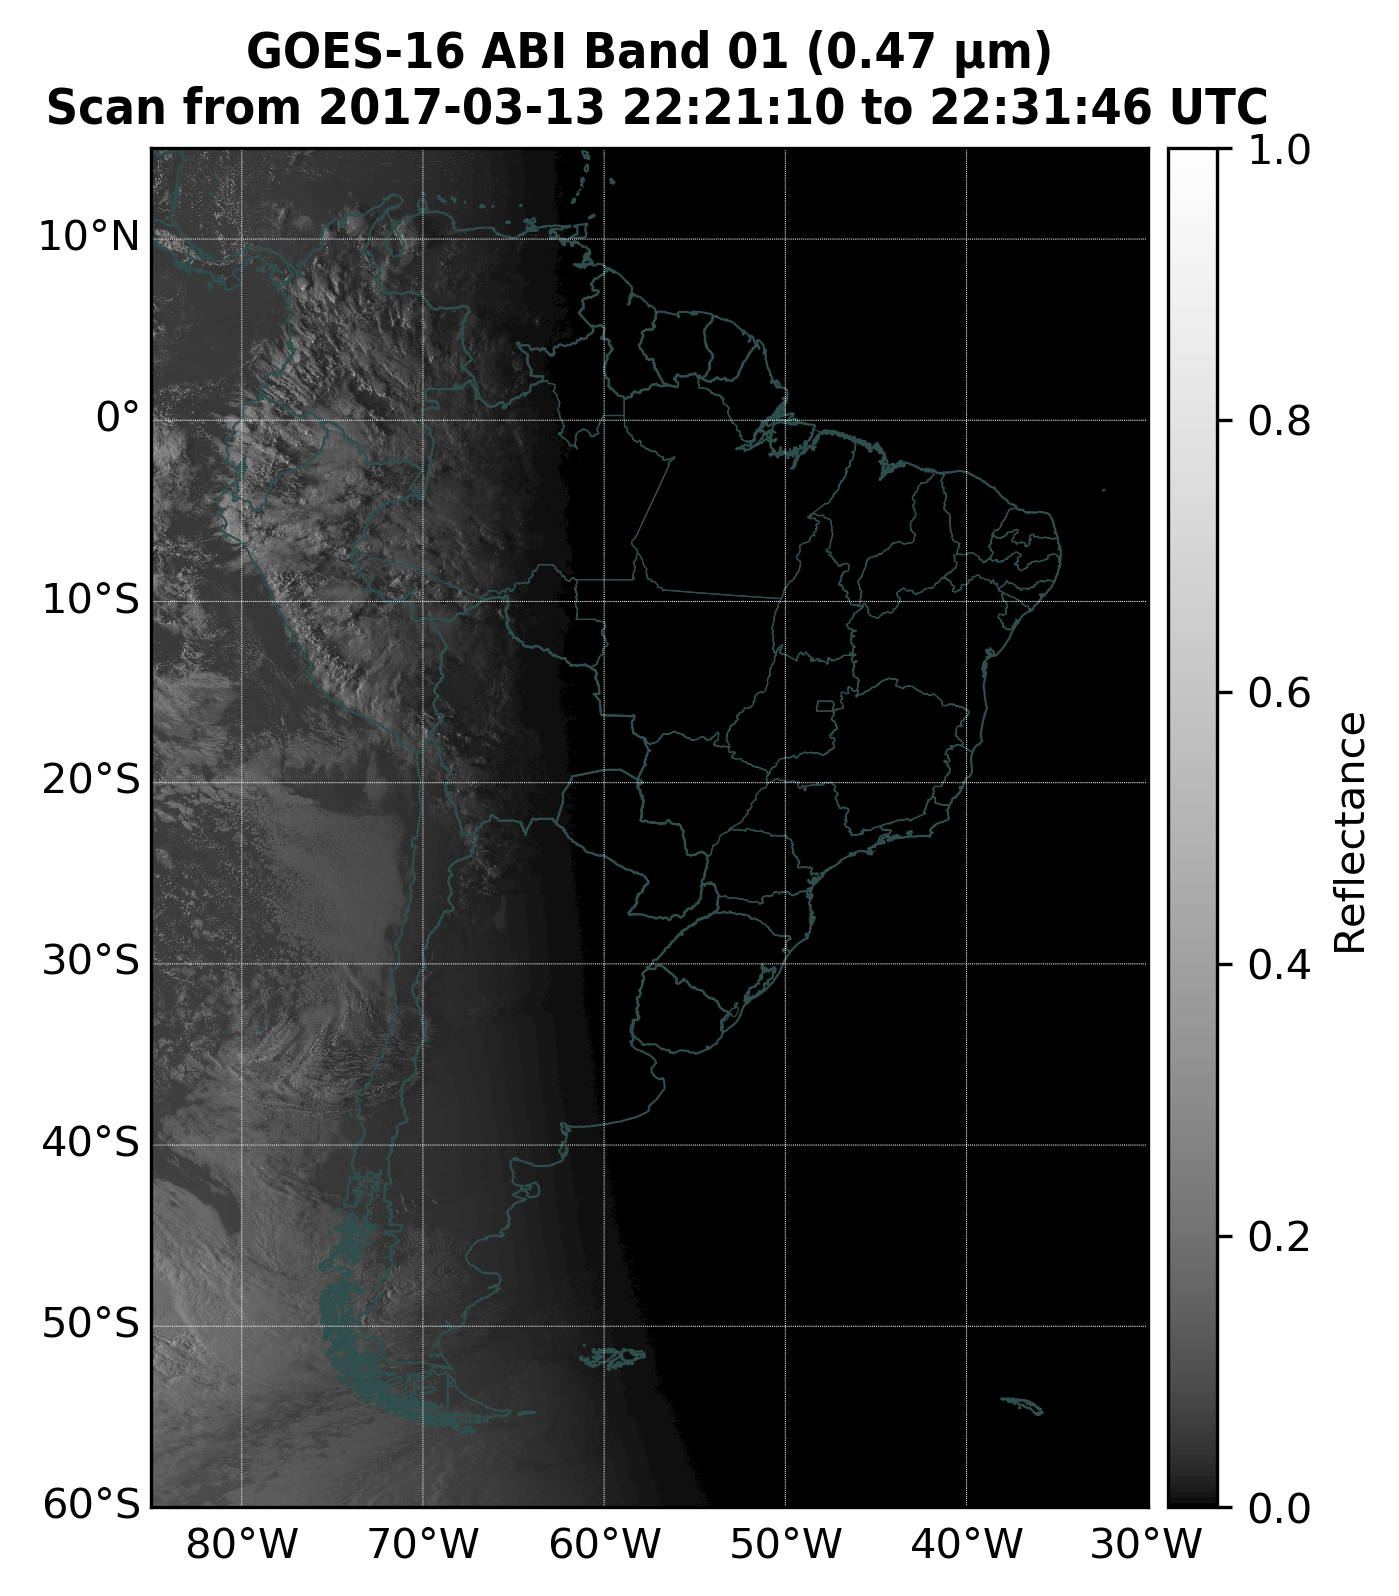 GOES-16 ABI Band 01 (0.47 µm)
Scan from 2017-03-13 22:21:10 to 22:31:46 UTC
10°N
0°
10°S
20°S
30°S
40°S
50°S
60°S
80°W
70°W
60°W
50°W
40°W
30°W
1.0
0.8
0.6
0.4
0.2
0.0
Reflectance